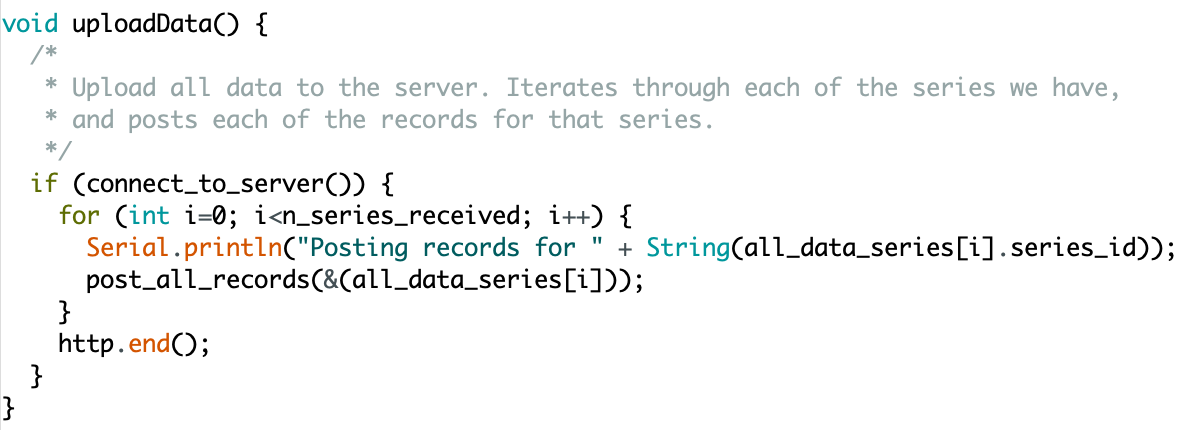 void uploadData() {
  /*
   * Upload all data to the server. Iterates through each of the series we have,
   * and posts each of the records for that series.
   */
  if (connect_to_server()) {
    for (int i=0; i<n_series_received; i++) {
      Serial.println("Posting records for " + String(all_data_series[i].series_id));
      post_all_records(&(all_data_series[i]));
    }
    http.end();
  }
}